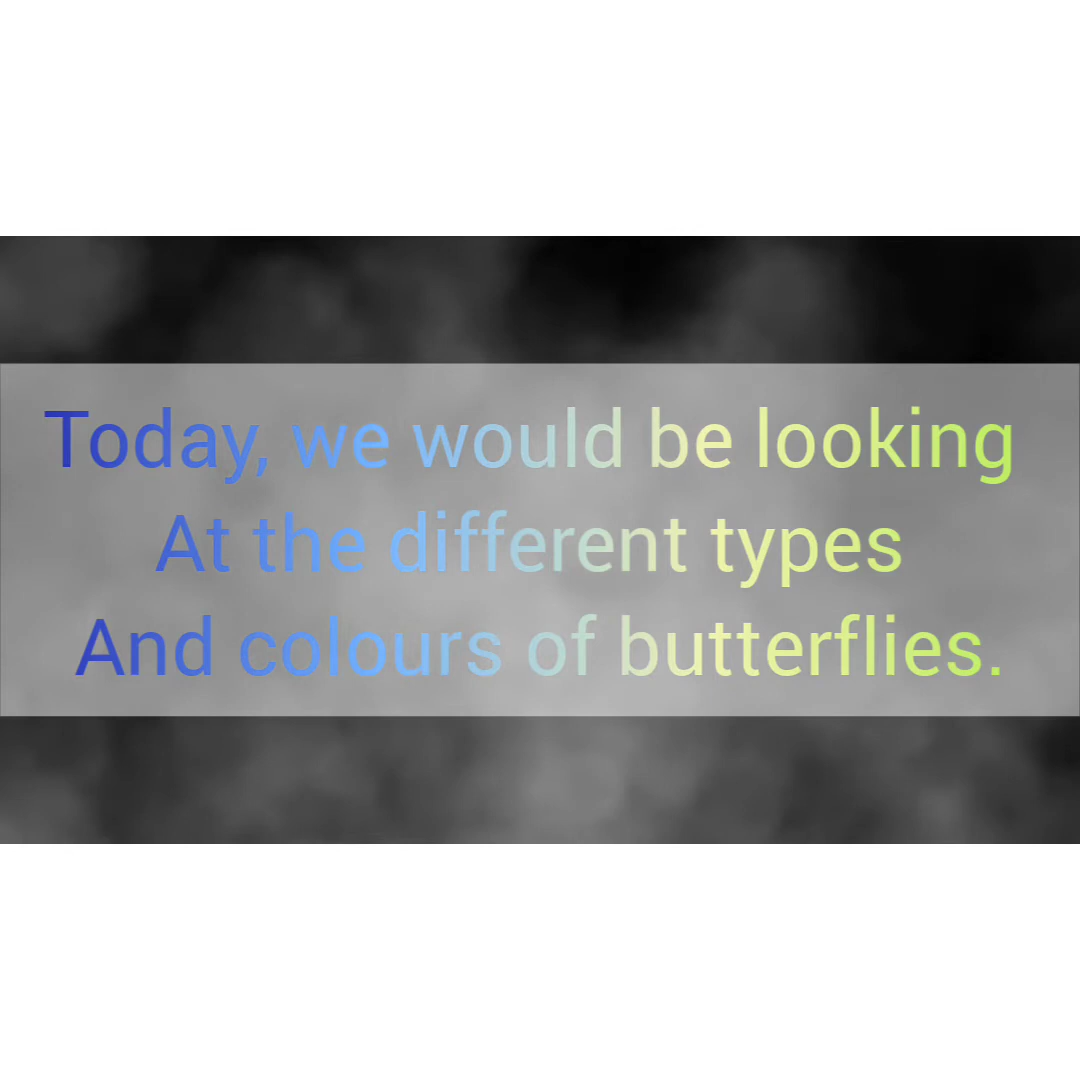 Today, we would be looking
At the different types
And colours of butterflies.